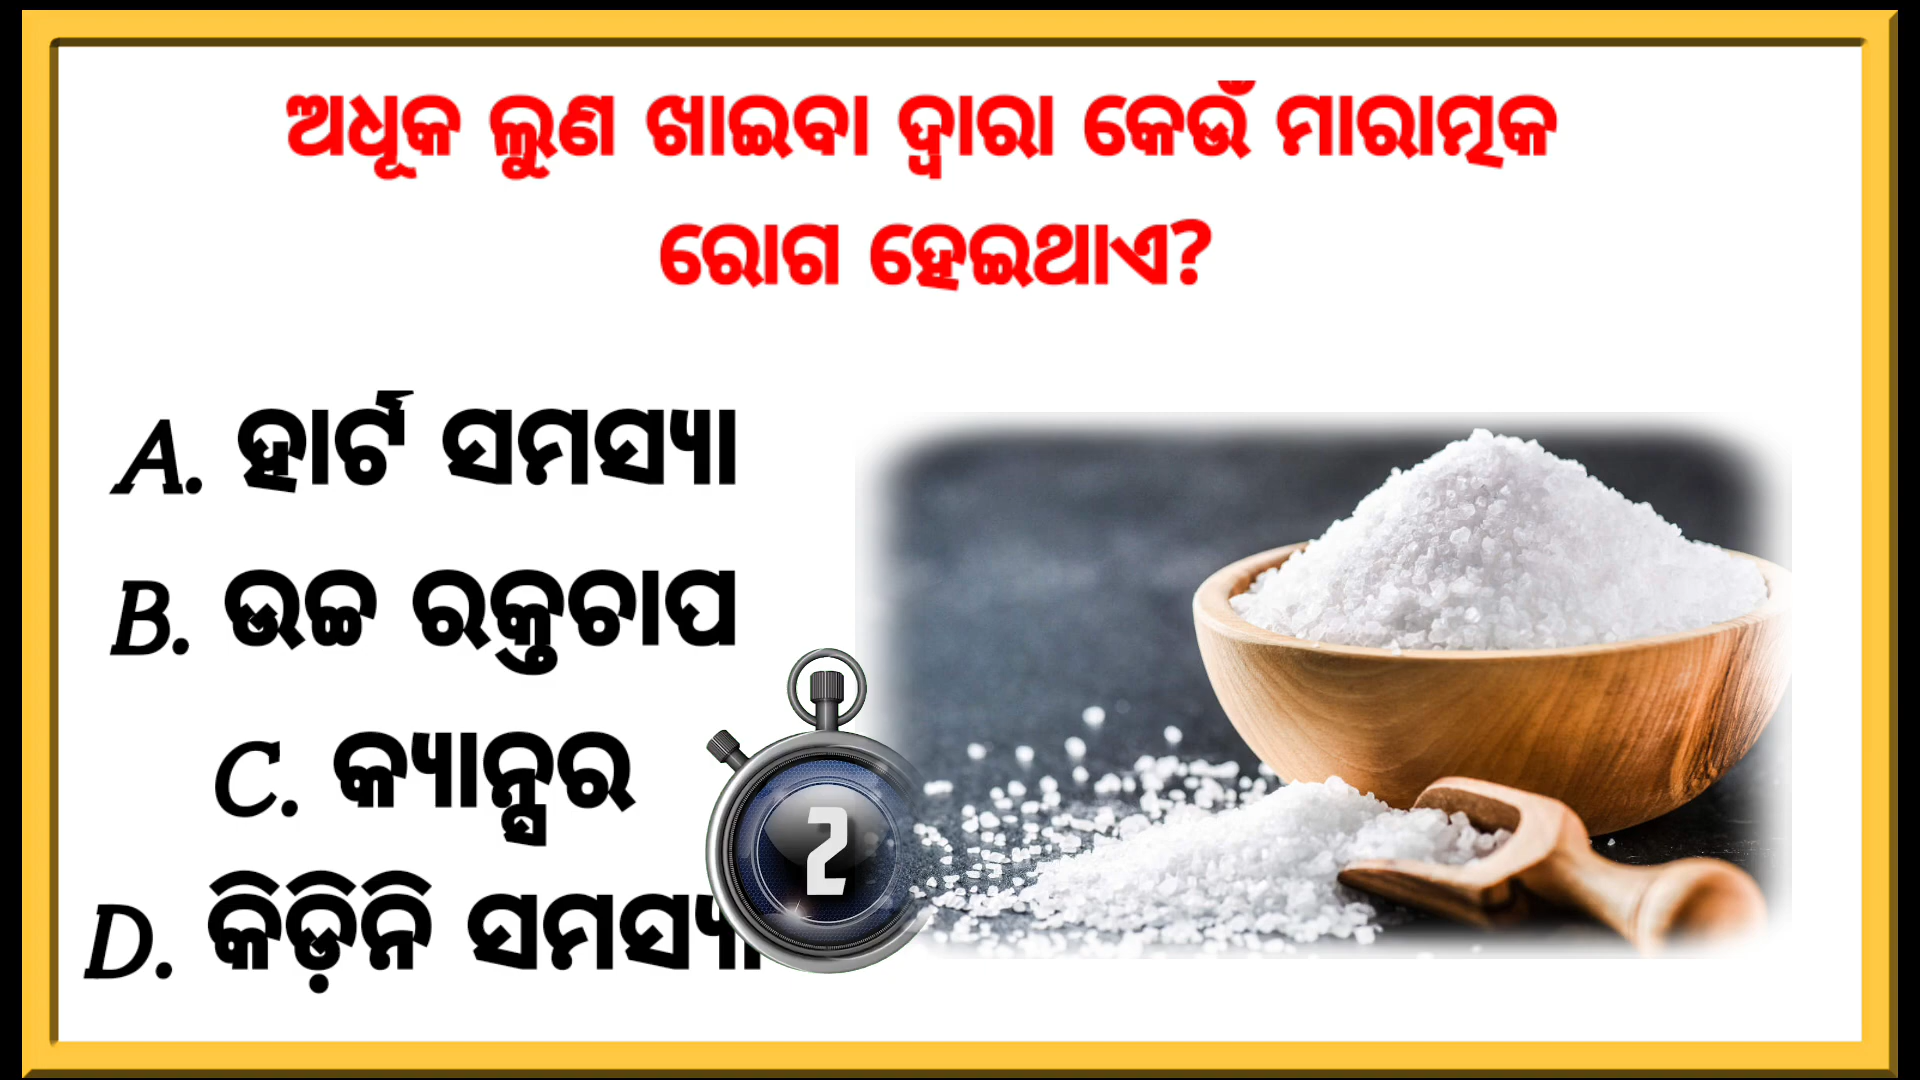 ଅଧୂକ ଲୁଣ ଖାଇବା ଦ୍ୱାରା କେଉଁ ମାରାତ୍ମକ
ରୋଗ ହେଇଥାଏ?
A. ହାର୍ଟ ସମସ୍ୟା
B. ଉଚ୍ଚ ରକ୍ତଚାପ
C. କ୍ୟାନ୍ସର
2
D. କିଡ଼ିନି ସମସ୍ୟା